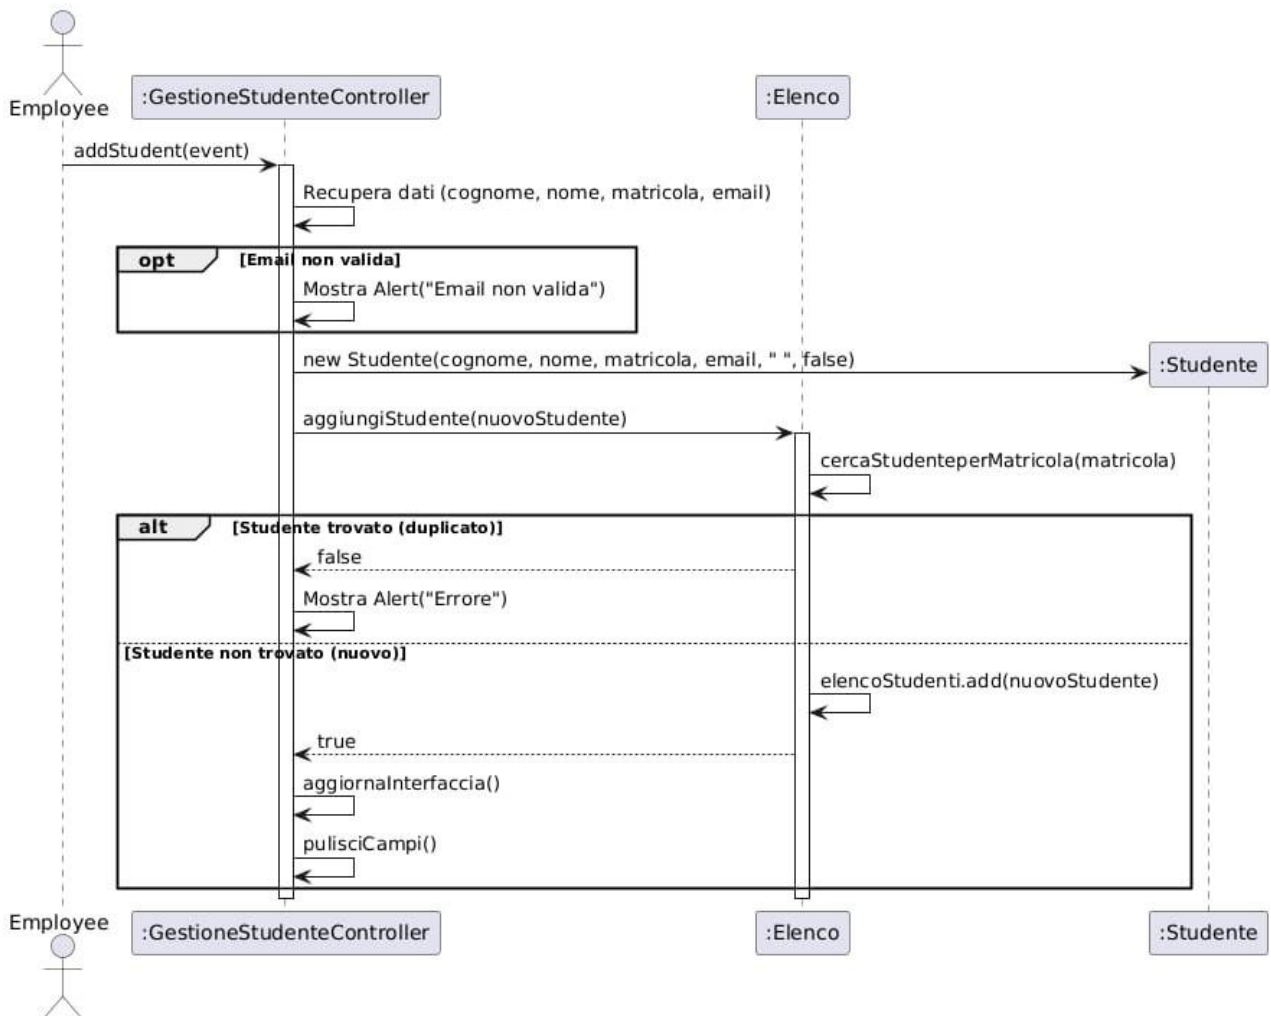 Employee
:GestioneStudenteController
:Elenco
addStudent(event)
Recupera dati (cognome, nome, matricola, email)
opt
[Email non valida]
Mostra Alert("Email non valida")
new Studente(cognome, nome, matricola, email, " ", false)
:Studente
aggiungiStudente(nuovoStudente)
cercaStudenteperMatricola(matricola)
alt
[Studente trovato (duplicato)]
false
Mostra Alert("Errore")
[Studente non trovato (nuovo)]
elencoStudenti.add(nuovoStudente)
true
aggiornaInterfaccia()
pulisciCampi()
Employee
:GestioneStudenteController
:Elenco
:Studente